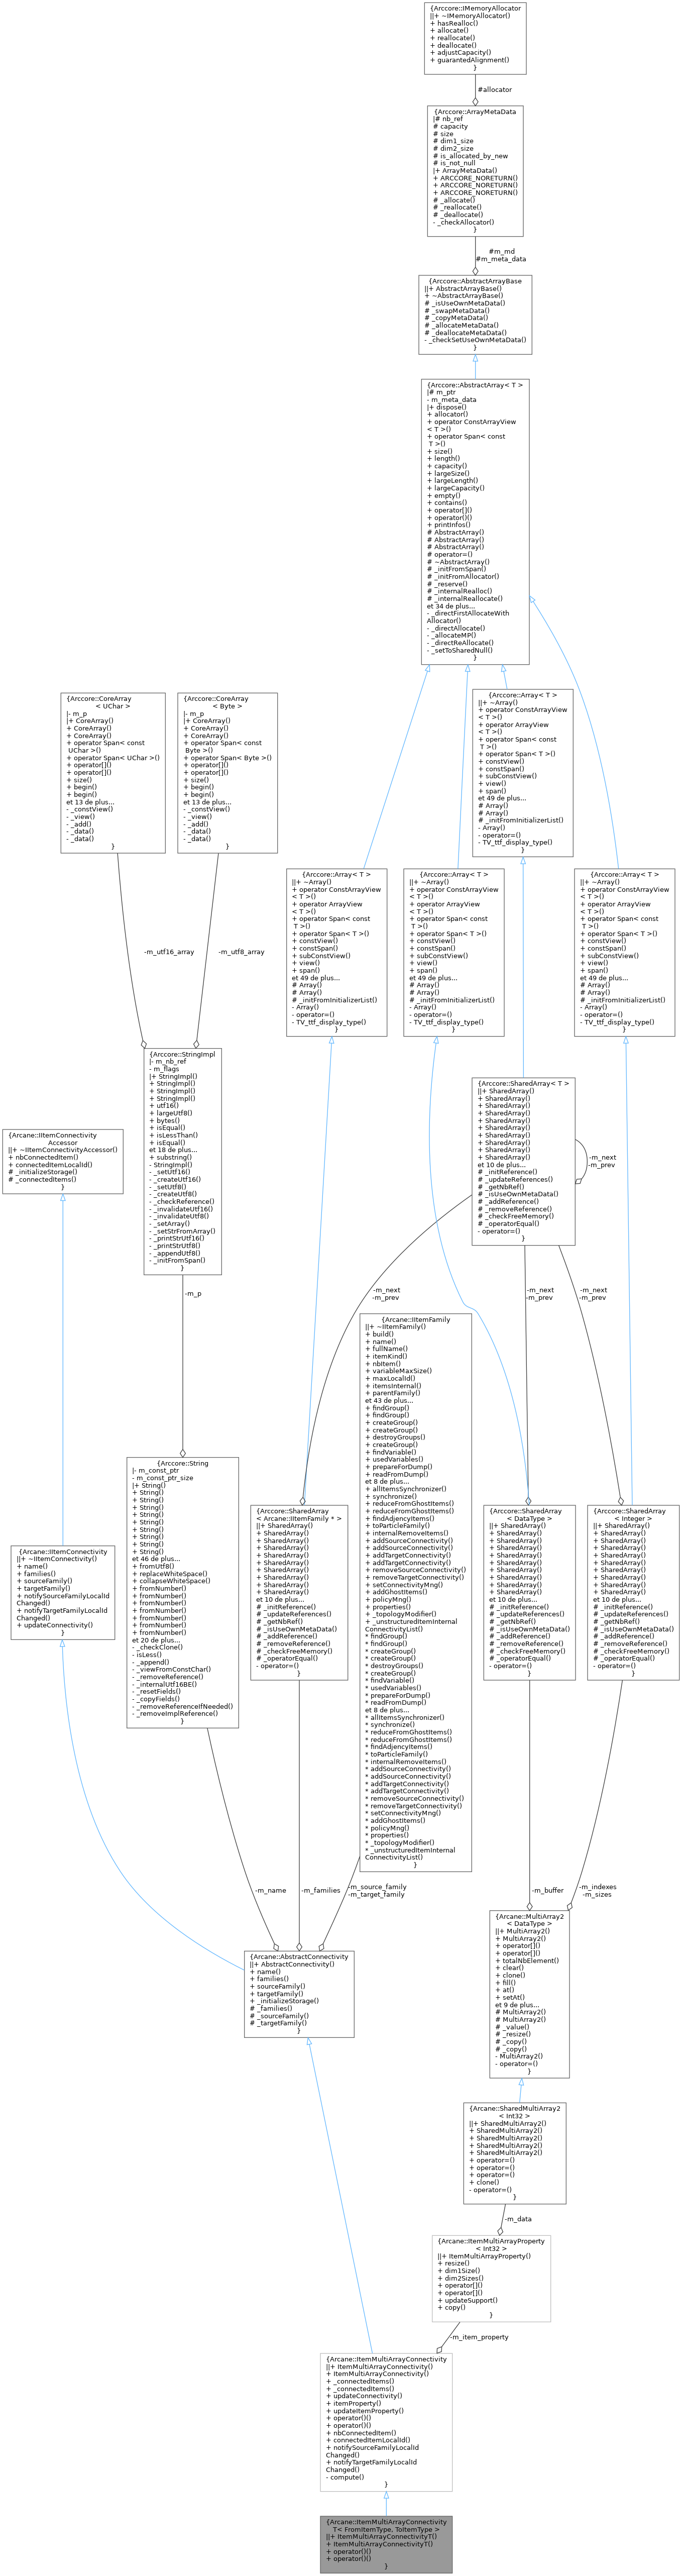 {Arccore::IMemoryAllocator
||+ ~IMemoryAllocator()
+ hasRealloc()
+ allocate()
+ reallocate()
+ deallocate()
+ adjustCapacity()
+ guarantedAlignment()
}
#allocator
{Arccore::ArrayMetaData
|# nb_ref
# capacity
# size
# dim1_size
# dim2_size
# is_allocated_by_new
# is_not_null
|+ ArrayMetaData()
+ ARCCORE_NORETURN()
+ ARCCORE_NORETURN()
+ ARCCORE_NORETURN()
# _allocate()
# _reallocate()
# _deallocate()
- _checkAllocator()
}
#m_md
#m_meta_data
{Arccore::AbstractArrayBase
||+ AbstractArrayBase()
+ ~AbstractArrayBase()
# _isUseOwnMetaData()
# _swapMetaData()
# _copyMetaData()
# _allocateMetaData()
# _deallocateMetaData()
- _checkSetUseOwnMetaData()
}
{Arccore::AbstractArray< T >
|# m_ptr
- m_meta_data
|+ dispose()
+ allocator()
+ operator ConstArrayView
< T >()
+ operator Span< const
T >()
+ size()
+ length()
+ capacity()
+ largeSize()
+ largeLength()
+ largeCapacity()
+ empty()
+ contains()
+ operator[]()
+ operator()()
+ printInfos()
# AbstractArray()
# AbstractArray()
# AbstractArray()
# operator=()
# ~AbstractArray()
# _initFromSpan()
# _initFromAllocator()
# _reserve()
# _internalRealloc()
# _internalReallocate()
et 34 de plus...
- _directFirstAllocateWith
Allocator()
- _directAllocate()
- _allocateMP()
- _directReAllocate()
- _setToSharedNull()
}
{Arccore::CoreArray
< UChar >
|- m_p
|+ CoreArray()
+ CoreArray()
+ CoreArray()
+ operator Span< const
UChar >()
+ operator Span< UChar >()
+ operator[]()
+ operator[]()
+ size()
+ begin()
+ begin()
et 13 de plus...
- _constView()
- _view()
- _add()
- _data()
- _data()
}
{Arccore::CoreArray
< Byte >
|- m_p
|+ CoreArray()
+ CoreArray()
+ CoreArray()
+ operator Span< const
Byte >()
+ operator Span< Byte >()
+ operator[]()
+ operator[]()
+ size()
+ begin()
+ begin()
et 13 de plus...
- _constView()
- _view()
- _add()
- _data()
- _data()
}
{Arccore::Array< T >
||+ ~Array()
+ operator ConstArrayView
< T >()
+ operator ArrayView
< T >()
+ operator Span< const
T >()
+ operator Span< T >()
+ constView()
+ constSpan()
+ subConstView()
+ view()
+ span()
et 49 de plus...
# Array()
# Array()
# _initFromInitializerList()
- Array()
- operator=()
- TV_ttf_display_type()
}
{Arccore::Array< T >
||+ ~Array()
+ operator ConstArrayView
< T >()
+ operator ArrayView
< T >()
+ operator Span< const
T >()
+ operator Span< T >()
+ constView()
+ constSpan()
+ subConstView()
+ view()
+ span()
et 49 de plus...
# Array()
# Array()
# _initFromInitializerList()
- Array()
- operator=()
- TV_ttf_display_type()
}
{Arccore::Array< T >
||+ ~Array()
+ operator ConstArrayView
< T >()
+ operator ArrayView
< T >()
+ operator Span< const
T >()
+ operator Span< T >()
+ constView()
+ constSpan()
+ subConstView()
+ view()
+ span()
et 49 de plus...
# Array()
# Array()
# _initFromInitializerList()
- Array()
- operator=()
- TV_ttf_display_type()
}
{Arccore::Array< T >
||+ ~Array()
+ operator ConstArrayView
< T >()
+ operator ArrayView
< T >()
+ operator Span< const
T >()
+ operator Span< T >()
+ constView()
+ constSpan()
+ subConstView()
+ view()
+ span()
et 49 de plus...
# Array()
# Array()
# _initFromInitializerList()
- Array()
- operator=()
- TV_ttf_display_type()
}
-m_utf16_array
-m_utf8_array
{Arccore::StringImpl
|- m_nb_ref
- m_flags
|+ StringImpl()
+ StringImpl()
+ StringImpl()
+ StringImpl()
+ utf16()
+ largeUtf8()
+ bytes()
+ isEqual()
+ isLessThan()
+ isEqual()
et 18 de plus...
+ substring()
- StringImpl()
- _setUtf16()
- _createUtf16()
- _setUtf8()
- _createUtf8()
- _checkReference()
- _invalidateUtf16()
- _invalidateUtf8()
- _setArray()
- _setStrFromArray()
- _printStrUtf16()
- _printStrUtf8()
- _appendUtf8()
- _initFromSpan()
}
{Arccore::SharedArray< T >
||+ SharedArray()
+ SharedArray()
+ SharedArray()
+ SharedArray()
+ SharedArray()
+ SharedArray()
+ SharedArray()
+ SharedArray()
+ SharedArray()
+ SharedArray()
et 10 de plus...
# _initReference()
# _updateReferences()
# _getNbRef()
# _isUseOwnMetaData()
# _addReference()
# _removeReference()
# _checkFreeMemory()
# _operatorEqual()
- operator=()
}
-m_next
-m_prev
{Arcane::IItemConnectivity
Accessor
||+ ~IItemConnectivityAccessor()
+ nbConnectedItem()
+ connectedItemLocalId()
# _initializeStorage()
# _connectedItems()
}
-m_p
-m_next
-m_prev
-m_next
-m_prev
-m_next
-m_prev
{Arcane::IItemFamily
||+ ~IItemFamily()
+ build()
+ name()
+ fullName()
+ itemKind()
+ nbItem()
+ variableMaxSize()
+ maxLocalId()
+ itemsInternal()
+ parentFamily()
et 43 de plus...
+ findGroup()
+ findGroup()
+ createGroup()
+ createGroup()
+ destroyGroups()
+ createGroup()
+ findVariable()
+ usedVariables()
+ prepareForDump()
+ readFromDump()
et 8 de plus...
+ allItemsSynchronizer()
+ synchronize()
+ reduceFromGhostItems()
+ reduceFromGhostItems()
+ findAdjencyItems()
+ toParticleFamily()
+ internalRemoveItems()
+ addSourceConnectivity()
+ addSourceConnectivity()
+ addTargetConnectivity()
+ addTargetConnectivity()
+ removeSourceConnectivity()
+ removeTargetConnectivity()
+ setConnectivityMng()
+ addGhostItems()
+ policyMng()
+ properties()
+ _topologyModifier()
+ _unstructuredItemInternal
ConnectivityList()
* findGroup()
* findGroup()
* createGroup()
* createGroup()
* destroyGroups()
* createGroup()
* findVariable()
* usedVariables()
* prepareForDump()
* readFromDump()
et 8 de plus...
* allItemsSynchronizer()
* synchronize()
* reduceFromGhostItems()
* reduceFromGhostItems()
* findAdjencyItems()
* toParticleFamily()
* internalRemoveItems()
* addSourceConnectivity()
* addSourceConnectivity()
* addTargetConnectivity()
* addTargetConnectivity()
* removeSourceConnectivity()
* removeTargetConnectivity()
* setConnectivityMng()
* addGhostItems()
* policyMng()
* properties()
* _topologyModifier()
* _unstructuredItemInternal
ConnectivityList()
}
{Arccore::String
|- m_const_ptr
- m_const_ptr_size
|+ String()
+ String()
+ String()
+ String()
+ String()
+ String()
+ String()
+ String()
+ String()
+ String()
et 46 de plus...
+ fromUtf8()
+ replaceWhiteSpace()
+ collapseWhiteSpace()
+ fromNumber()
+ fromNumber()
+ fromNumber()
+ fromNumber()
+ fromNumber()
+ fromNumber()
+ fromNumber()
et 20 de plus...
- _checkClone()
- isLess()
- _append()
- _viewFromConstChar()
- _removeReference()
- _internalUtf16BE()
- _resetFields()
- _copyFields()
- _removeReferenceIfNeeded()
- _removeImplReference()
}
{Arccore::SharedArray
< Arcane::IItemFamily * >
||+ SharedArray()
+ SharedArray()
+ SharedArray()
+ SharedArray()
+ SharedArray()
+ SharedArray()
+ SharedArray()
+ SharedArray()
+ SharedArray()
+ SharedArray()
et 10 de plus...
# _initReference()
# _updateReferences()
# _getNbRef()
# _isUseOwnMetaData()
# _addReference()
# _removeReference()
# _checkFreeMemory()
# _operatorEqual()
- operator=()
}
{Arccore::SharedArray
< DataType >
||+ SharedArray()
+ SharedArray()
+ SharedArray()
+ SharedArray()
+ SharedArray()
+ SharedArray()
+ SharedArray()
+ SharedArray()
+ SharedArray()
+ SharedArray()
et 10 de plus...
# _initReference()
# _updateReferences()
# _getNbRef()
# _isUseOwnMetaData()
# _addReference()
# _removeReference()
# _checkFreeMemory()
# _operatorEqual()
- operator=()
}
{Arccore::SharedArray
< Integer >
||+ SharedArray()
+ SharedArray()
+ SharedArray()
+ SharedArray()
+ SharedArray()
+ SharedArray()
+ SharedArray()
+ SharedArray()
+ SharedArray()
+ SharedArray()
et 10 de plus...
# _initReference()
# _updateReferences()
# _getNbRef()
# _isUseOwnMetaData()
# _addReference()
# _removeReference()
# _checkFreeMemory()
# _operatorEqual()
- operator=()
}
{Arcane::IItemConnectivity
||+ ~IItemConnectivity()
+ name()
+ families()
+ sourceFamily()
+ targetFamily()
+ notifySourceFamilyLocalId
Changed()
+ notifyTargetFamilyLocalId
Changed()
+ updateConnectivity()
}
-m_name
-m_families
-m_source_family
-m_target_family
-m_buffer
-m_indexes
-m_sizes
{Arcane::MultiArray2
< DataType >
||+ MultiArray2()
+ MultiArray2()
+ operator[]()
+ operator[]()
+ totalNbElement()
+ clear()
+ clone()
+ fill()
+ at()
+ setAt()
et 9 de plus...
# MultiArray2()
# MultiArray2()
# _value()
# _resize()
# _copy()
# _copy()
- MultiArray2()
- operator=()
}
{Arcane::AbstractConnectivity
||+ AbstractConnectivity()
+ name()
+ families()
+ sourceFamily()
+ targetFamily()
+ _initializeStorage()
# _families()
# _sourceFamily()
# _targetFamily()
}
{Arcane::SharedMultiArray2
< Int32 >
||+ SharedMultiArray2()
+ SharedMultiArray2()
+ SharedMultiArray2()
+ SharedMultiArray2()
+ SharedMultiArray2()
+ operator=()
+ operator=()
+ operator=()
+ clone()
- operator=()
}
-m_data
{Arcane::ItemMultiArrayProperty
< Int32 >
||+ ItemMultiArrayProperty()
+ resize()
+ dim1Size()
+ dim2Sizes()
+ operator[]()
+ operator[]()
+ updateSupport()
+ copy()
}
-m_item_property
{Arcane::ItemMultiArrayConnectivity
||+ ItemMultiArrayConnectivity()
+ ItemMultiArrayConnectivity()
+ _connectedItems()
+ _connectedItems()
+ updateConnectivity()
+ itemProperty()
+ updateItemProperty()
+ operator()()
+ operator()()
+ nbConnectedItem()
+ connectedItemLocalId()
+ notifySourceFamilyLocalId
Changed()
+ notifyTargetFamilyLocalId
Changed()
- compute()
}
{Arcane::ItemMultiArrayConnectivity
T< FromItemType, ToItemType >
||+ ItemMultiArrayConnectivityT()
+ ItemMultiArrayConnectivityT()
+ operator()()
+ operator()()
}